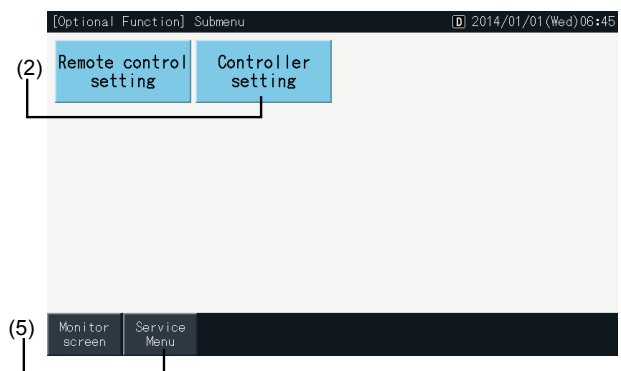 [Optional Function] Submenu D 2014/01/01(Wed)06:45
(2)
Remote control
setting
Controller
setting
(5)
Monitor
screen
Service
Menu